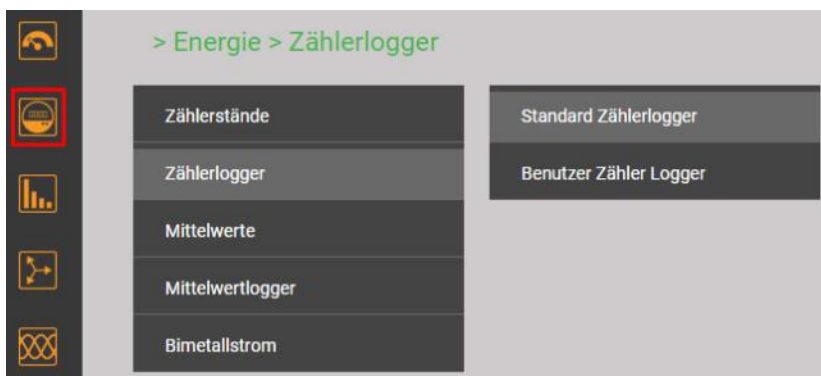 > Energie > Zählerlogger
Zählerstände
Zählerlogger
Mittelwerte
Mittelwertlogger
Bimetallstrom
Standard Zählerlogger
Benutzer Zähler Logger